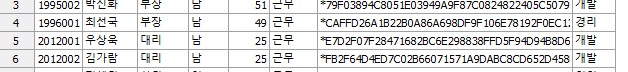 3 1995002 박진화 부장 남 51 근무 *79F03894C8051E03949A9F87C0824822405C5079 개발
4 1996001 최선국 부장 남 49 근무 *CAFFD26A1B22B0A86A698DF9F106E78192F0EC12 경리
5 2012001 우상욱 대리 남 25 근무 *E7D2F07F28471682BC6E298838FFD5F94D94B8D6 개발
6 2012002 김가람 대리 남 25 근무 *FB2F64D4ED7C02B66071571A9DABC8CD652D458 개발